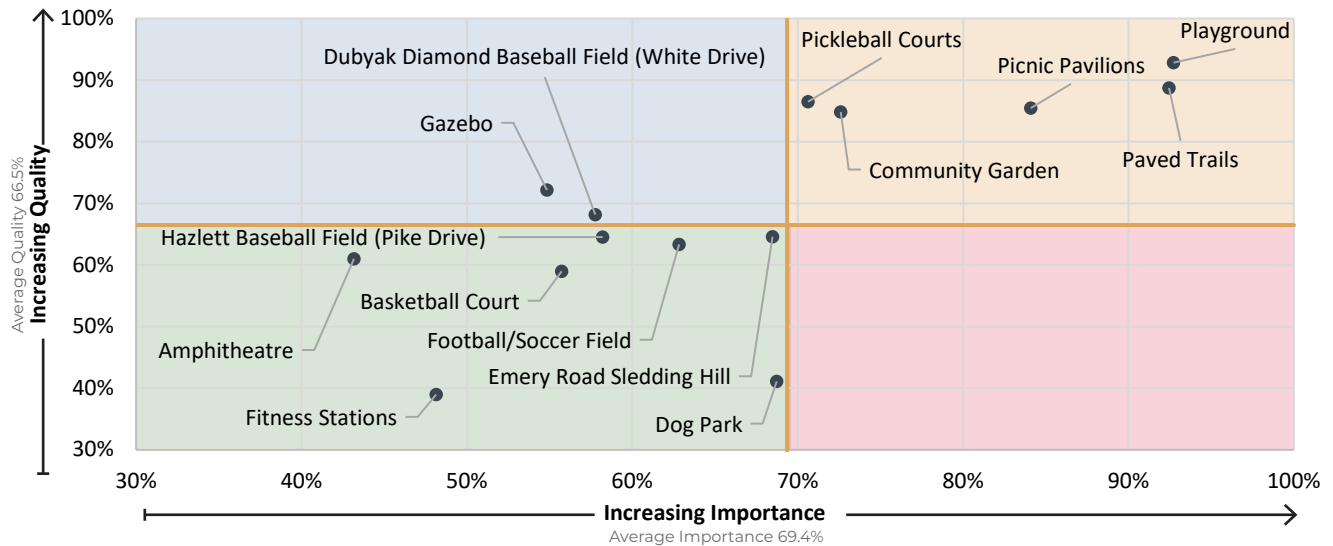 100%
90%
80%
70%
60%
50%
40%
30%
Average Quality 66.5%
Increasing Quality
Playground
Pickleball Courts
Dubyak Diamond Baseball Field (White Drive)
Picnic Pavilions
Gazebo
Paved Trails
Community Garden
Hazlett Baseball Field (Pike Drive)
Basketball Court
Football/Soccer Field
Amphitheatre
Emery Road Sledding Hill
Fitness Stations
Dog Park
30% 40% 50% 60% 70% 80% 90% 100%
Increasing Importance
Average Importance 69.4%